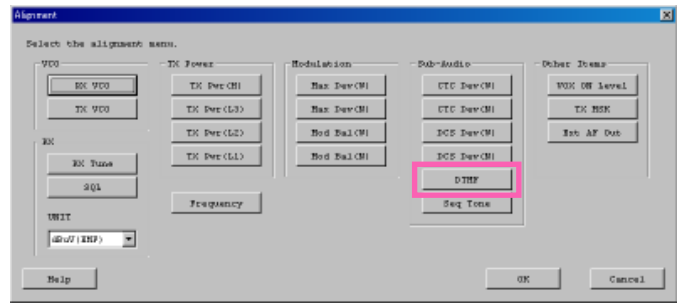 Alignment
Select the alignment menu.
VCO
RX VCO
TX VCO
RX
RX Tune
SQL
UNIT
dBuV(EMF)
TX Power
TX Pwr(H)
TX Pwr(L3)
TX Pwr(L2)
TX Pwr(L1)
Frequency
Modulation
Max Dev(W)
Max Dev(N)
Mod Bal(W)
Mod Bal(N)
Sub-Audio
CTC Dev(W)
CTC Dev(N)
DCS Dev(W)
DCS Dev(N)
DTMF
Seq Tone
Other Items
VOX ON Level
TX MSK
Ext AF Out
Help
OK
Cancel